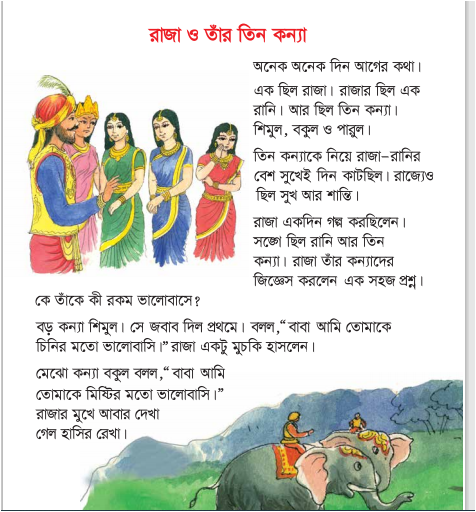 রাজা ও তাঁর তিন কন্যা
অনেক অনেক দিন আগের কথা।
এক ছিল রাজা। রাজার ছিল এক
রানি। আর ছিল তিন কন্যা।
শিমুল, বকুল ও পারুল।
তিন কন্যাকে নিয়ে রাজা-রানির
বেশ সুখেই দিন কাটছিল। রাজ্যেও
ছিল সুখ আর শান্তি।
রাজা একদিন গল্প করছিলেন।
সঙ্গে ছিল রানি আর তিন
কন্যা। রাজা তাঁর কন্যাদের
জিজ্ঞেস করলেন এক সহজ প্রশ্ন।
কে তাঁকে কী রকম ভালোবাসে?
বড় কন্যা শিমুল। সে জবাব দিল প্রথমে। বলল,“বাবা আমি তোমাকে
চিনির মতো ভালোবাসি।” রাজা একটু মুচকি হাসলেন।
মেঝো কন্যা বকুল বলল,“বাবা আমি
তোমাকে মিষ্টির মতো ভালোবাসি।”
রাজার মুখে আবার দেখা
গেল হাসির রেখা।